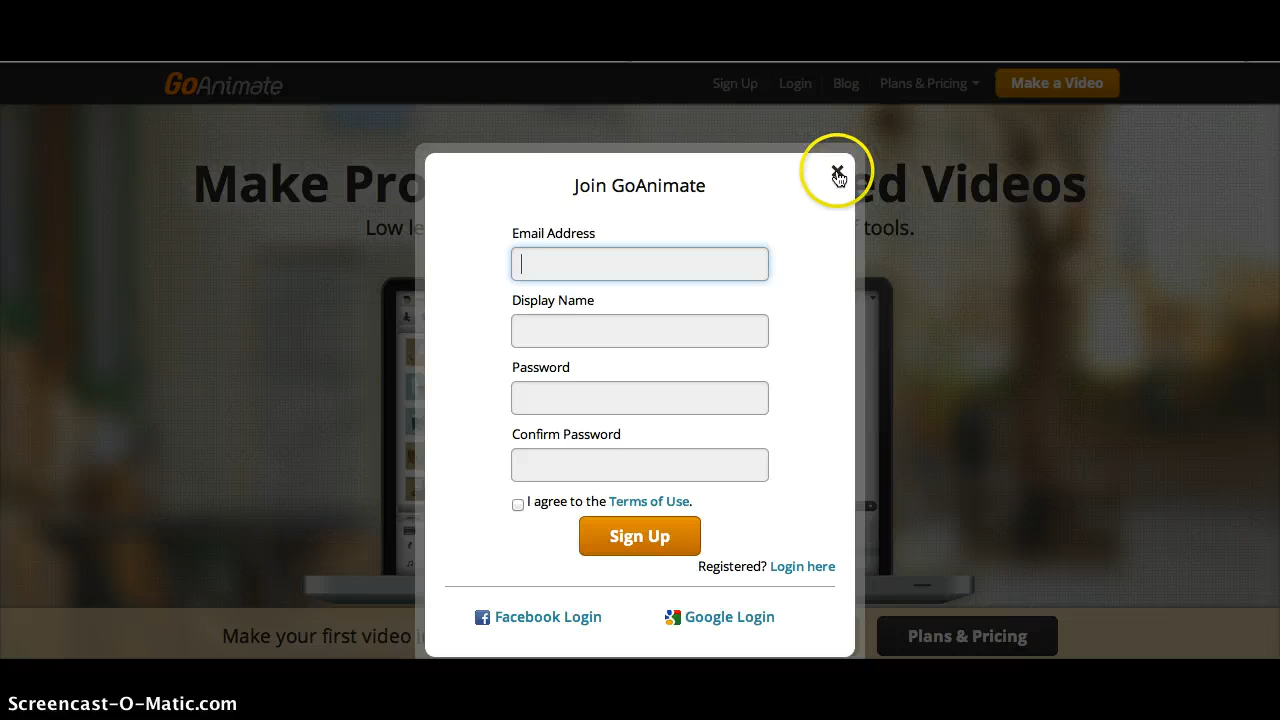 GoAnimate
Sign Up Login Blog Plans & Pricing Make a Video
Make Pro ed Videos
Low le tools.
Join GoAnimate
Email Address
Display Name
Password
Confirm Password
I agree to the Terms of Use.
Sign Up
Registered? Login here
Facebook Login Google Login
Make your first video i
Plans & Pricing
Screencast-O-Matic.com